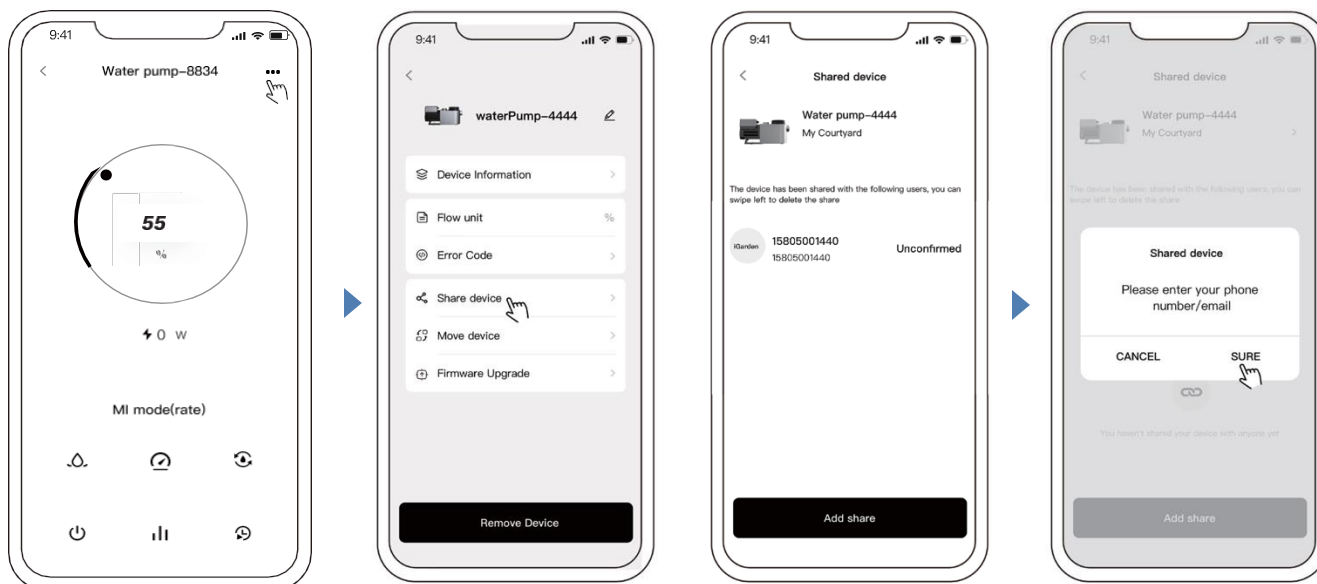 9:41
Water pump-8834
55
%
0 W
MI mode(rate)
9:41
waterPump-4444
Device Information
Flow unit %
Error Code
Share device
Move device
Firmware Upgrade
Remove Device
9:41
Shared device
Water pump-4444
My Courtyard
The device has been shared with the following users, you can
swipe left to delete the share
iGarden
15805001440
15805001440
Unconfirmed
Add share
9:41
Shared device
Water pump-4444
My Courtyard
The device has been shared with the following users, you can
swipe left to delete the share
Shared device
Please enter your phone
number/email
CANCEL SURE
You haven't shared your device with anyone yet
Add share